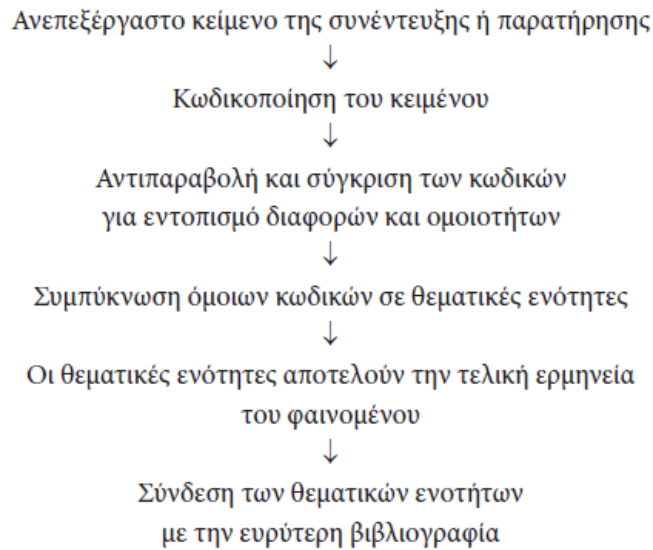 Ανεπεξέργαστο κείμενο της συνέντευξης ή παρατήρησης
↓
Κωδικοποίηση του κειμένου
↓
Αντιπαραβολή και σύγκριση των κωδικών
για εντοπισμό διαφορών και ομοιοτήτων
↓
Συμπύκνωση όμοιων κωδικών σε θεματικές ενότητες
↓
Οι θεματικές ενότητες αποτελούν την τελική ερμηνεία
του φαινομένου
↓
Σύνδεση των θεματικών ενοτήτων
με την ευρύτερη βιβλιογραφία